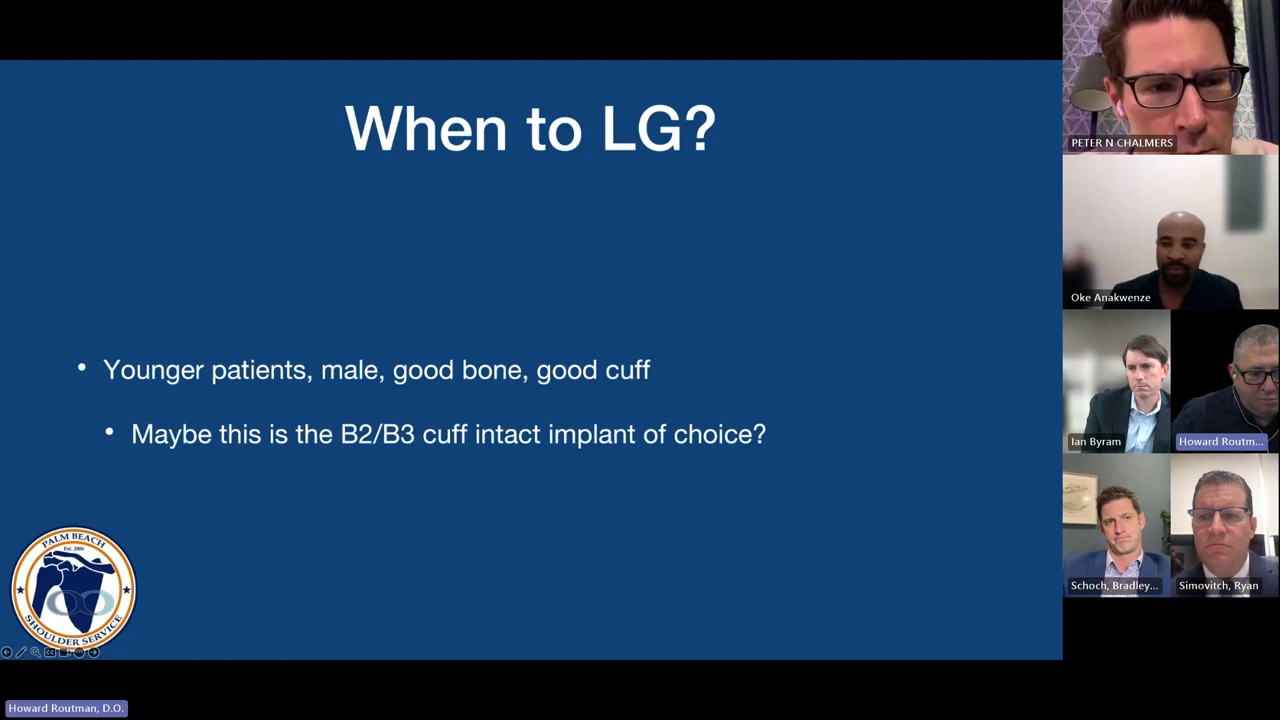 When to LG?
• Younger patients, male, good bone, good cuff
• Maybe this is the B2/B3 cuff intact implant of choice?
PALM BEACH
Est. 2006
SHOULDER SERVICE
PETER N CHALMERS
Oke Anakwenze
Ian Byram
Howard Routm...
Schoch, Bradley...
Simovitch, Ryan
Howard Routman, D.O.